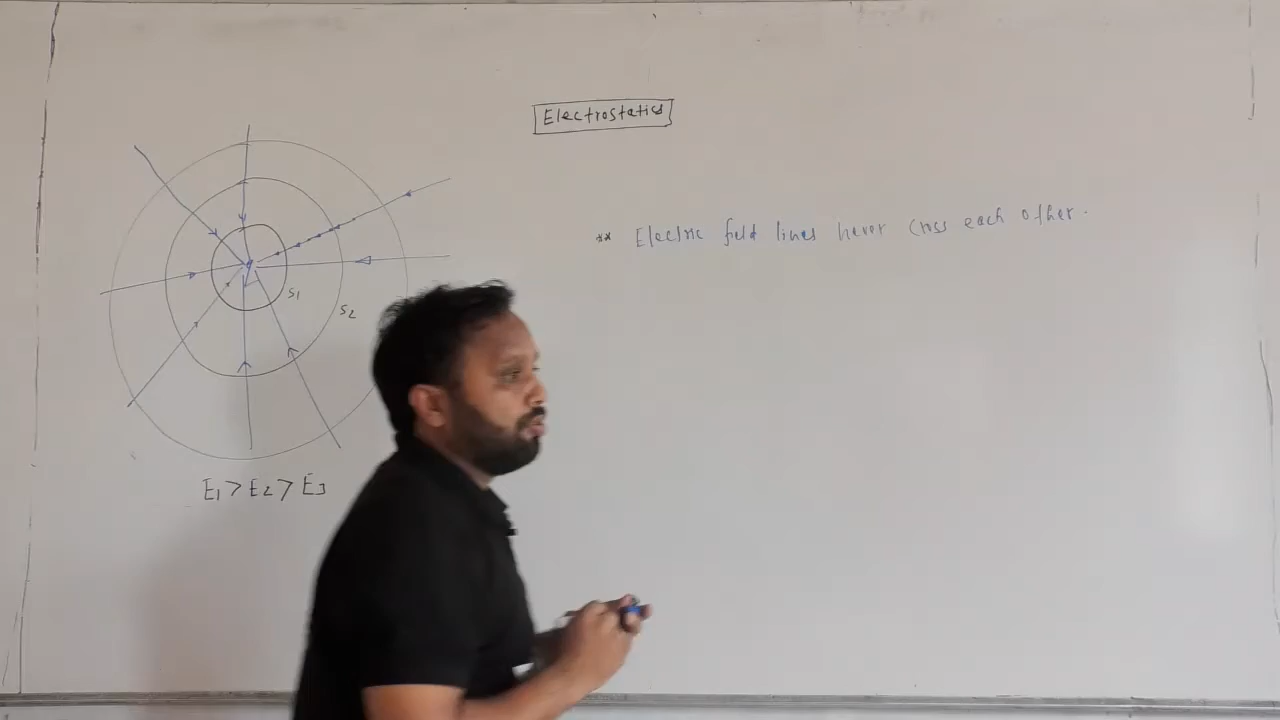 Electrostatics
** Electric field lines never cross each other.
S1
S2
E1 > E2 > E3